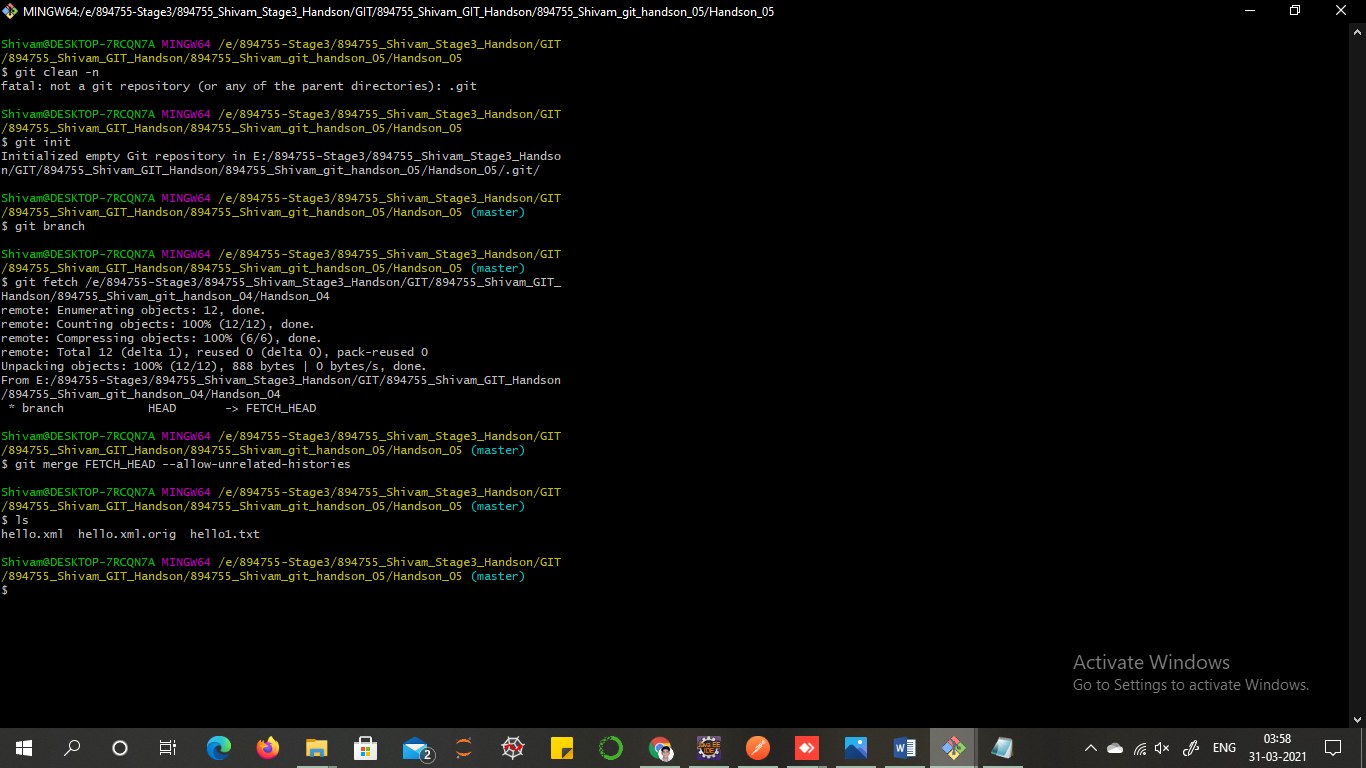 MINGW64:/e/894755-Stage3/894755_Shivam_Stage3_Handson/GIT/894755_Shivam_GIT_Handson/894755_Shivam_git_handson_05/Handson_05
Shivam@DESKTOP-7RCQN7A MINGW64 /e/894755-Stage3/894755_Shivam_Stage3_Handson/GIT
/894755_Shivam_GIT_Handson/894755_Shivam_git_handson_05/Handson_05
$ git clean -n
fatal: not a git repository (or any of the parent directories): .git
Shivam@DESKTOP-7RCQN7A MINGW64 /e/894755-Stage3/894755_Shivam_Stage3_Handson/GIT
/894755_Shivam_GIT_Handson/894755_Shivam_git_handson_05/Handson_05
$ git init
Initialized empty Git repository in E:/894755-Stage3/894755_Shivam_Stage3_Handso
n/GIT/894755_Shivam_GIT_Handson/894755_Shivam_git_handson_05/Handson_05/.git/
Shivam@DESKTOP-7RCQN7A MINGW64 /e/894755-Stage3/894755_Shivam_Stage3_Handson/GIT
/894755_Shivam_GIT_Handson/894755_Shivam_git_handson_05/Handson_05 (master)
$ git branch
Shivam@DESKTOP-7RCQN7A MINGW64 /e/894755-Stage3/894755_Shivam_Stage3_Handson/GIT
/894755_Shivam_GIT_Handson/894755_Shivam_git_handson_05/Handson_05 (master)
$ git fetch /e/894755-Stage3/894755_Shivam_Stage3_Handson/GIT/894755_Shivam_GIT_
Handson/894755_Shivam_git_handson_04/Handson_04
remote: Enumerating objects: 12, done.
remote: Counting objects: 100% (12/12), done.
remote: Compressing objects: 100% (6/6), done.
remote: Total 12 (delta 1), reused 0 (delta 0), pack-reused 0
Unpacking objects: 100% (12/12), 888 bytes | 0 bytes/s, done.
From E:/894755-Stage3/894755_Shivam_Stage3_Handson/GIT/894755_Shivam_GIT_Handson
/894755_Shivam_git_handson_04/Handson_04
* branch HEAD -> FETCH_HEAD
Shivam@DESKTOP-7RCQN7A MINGW64 /e/894755-Stage3/894755_Shivam_Stage3_Handson/GIT
/894755_Shivam_GIT_Handson/894755_Shivam_git_handson_05/Handson_05 (master)
$ git merge FETCH_HEAD --allow-unrelated-histories
Shivam@DESKTOP-7RCQN7A MINGW64 /e/894755-Stage3/894755_Shivam_Stage3_Handson/GIT
/894755_Shivam_GIT_Handson/894755_Shivam_git_handson_05/Handson_05 (master)
$ ls
hello.xml hello.xml.orig hello1.txt
Shivam@DESKTOP-7RCQN7A MINGW64 /e/894755-Stage3/894755_Shivam_Stage3_Handson/GIT
/894755_Shivam_GIT_Handson/894755_Shivam_git_handson_05/Handson_05 (master)
$
Activate Windows
Go to Settings to activate Windows.
2
Java EE
IDE
W
ENG
03:58
31-03-2021